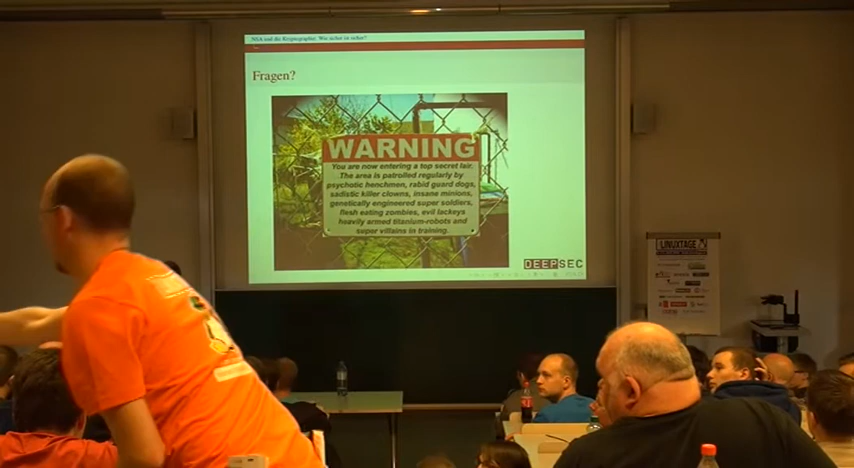 NSA und die Kryptographie: Wie sicher ist sicher?
Fragen?
WARNING
You are now entering a top secret lair.
The area is patrolled regularly by
psychotic henchmen, rabid guard dogs,
sadistic killer clowns, insane minions,
genetically engineered super soldiers,
flesh eating zombies, evil lackeys
heavily armed titanium-robots and
super villains in training.
DEEPSEC
LINUXTAGE